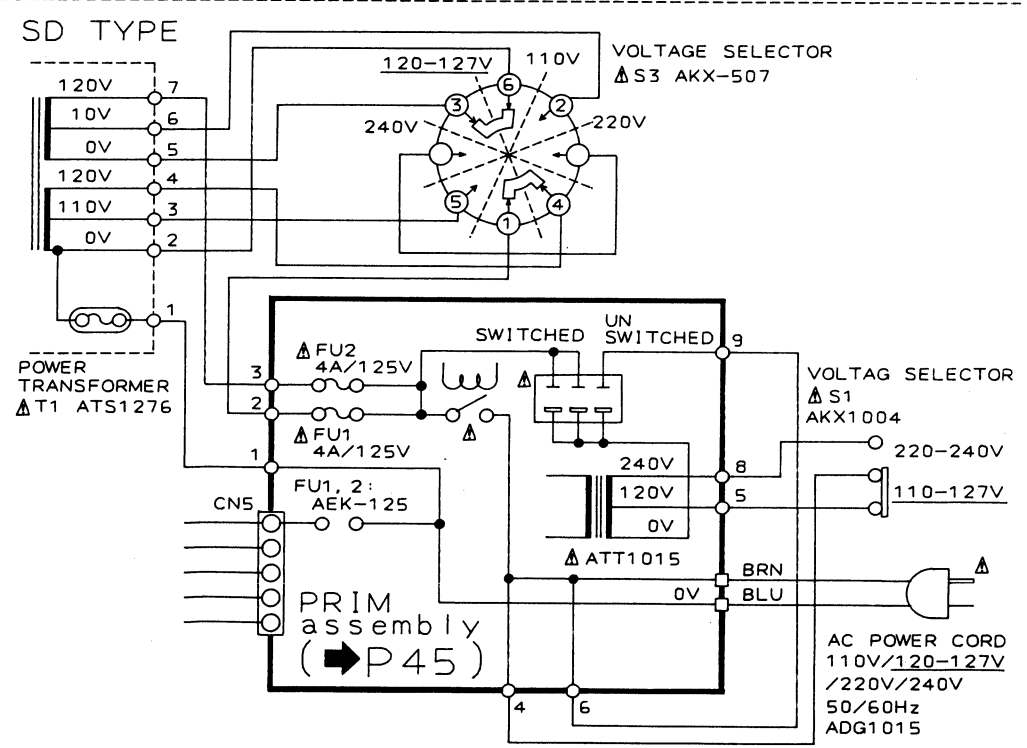 SD TYPE
VOLTAGE SELECTOR
S3 AKX-507
120-127V
110V
220V
240V
6
3
2
5
4
1
120V 7
10V 6
0V 5
120V 4
110V 3
0V 2
1
POWER
TRANSFORMER
T1 ATS1276
3
2
1
FU2
4A/125V
FU1
4A/125V
FU1, 2:
AEK-125
CN5
SWITCHED
UN
SWITCHED
9
VOLTAG SELECTOR
S1
AKX1004
220-240V
110-127V
240V 8
120V 5
0V
ATT1015
BRN
0V BLU
PRIM
assembly
(➡P45)
4
6
AC POWER CORD
110V/120-127V
/220V/240V
50/60Hz
ADG1015